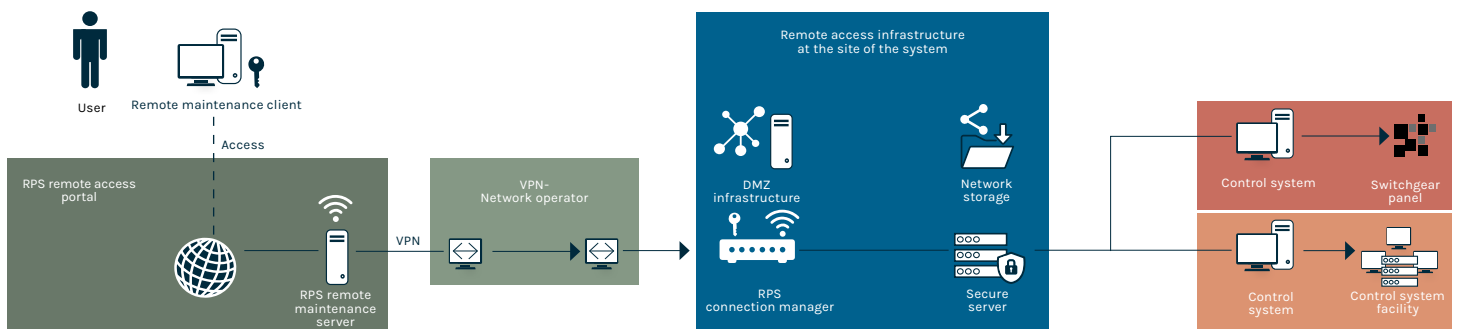 User
Remote maintenance client
Access
RPS remote access
portal
RPS remote
maintenance
server
VPN
VPN-
Network operator
Remote access infrastructure
at the site of the system
DMZ
infrastructure
Network
storage
RPS
connection manager
Secure
server
Control system
Switchgear
panel
Control
system
Control system
facility